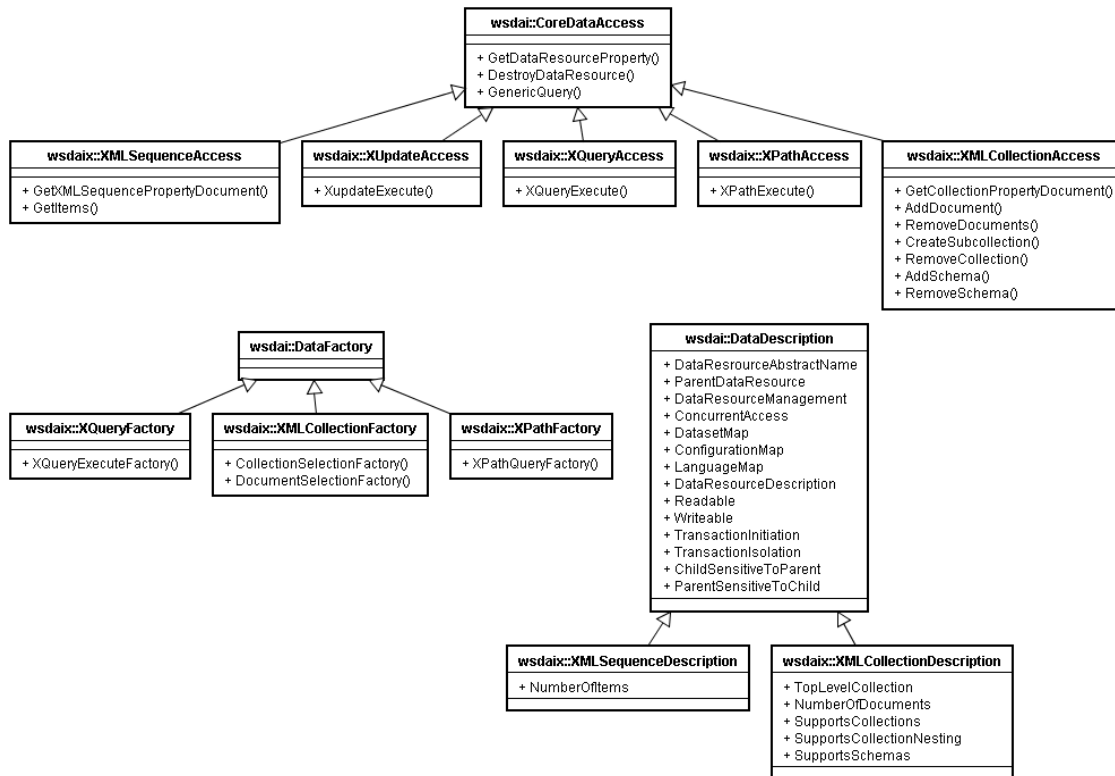 wsdai::CoreDataAccess
+ GetDataResourceProperty()
+ DestroyDataResource()
+ GenericQuery()
wsdaix::XMLSequenceAccess
+ GetXMLSequencePropertyDocument()
+ GetItems()
wsdaix::XUpdateAccess
+ XupdateExecute()
wsdaix::XQueryAccess
+ XQueryExecute()
wsdaix::XPathAccess
+ XPathExecute()
wsdaix::XMLCollectionAccess
+ GetCollectionPropertyDocument()
+ AddDocument()
+ RemoveDocuments()
+ CreateSubcollection()
+ RemoveCollection()
+ AddSchema()
+ RemoveSchema()
wsdai::DataFactory
wsdaix::XQueryFactory
+ XQueryExecuteFactory()
wsdaix::XMLCollectionFactory
+ CollectionSelectionFactory()
+ DocumentSelectionFactory()
wsdaix::XPathFactory
+ XPathQueryFactory()
wsdai::DataDescription
+ DataResrourceAbstractName
+ ParentDataResource
+ DataResourceManagement
+ ConcurrentAccess
+ DatasetMap
+ ConfigurationMap
+ LanguageMap
+ DataResourceDescription
+ Readable
+ Writeable
+ TransactionInitiation
+ TransactionIsolation
+ ChildSensitiveToParent
+ ParentSensitiveToChild
wsdaix::XMLSequenceDescription
+ NumberOfItems
wsdaix::XMLCollectionDescription
+ TopLevelCollection
+ NumberOfDocuments
+ SupportsCollections
+ SupportsCollectionNesting
+ SupportsSchemas